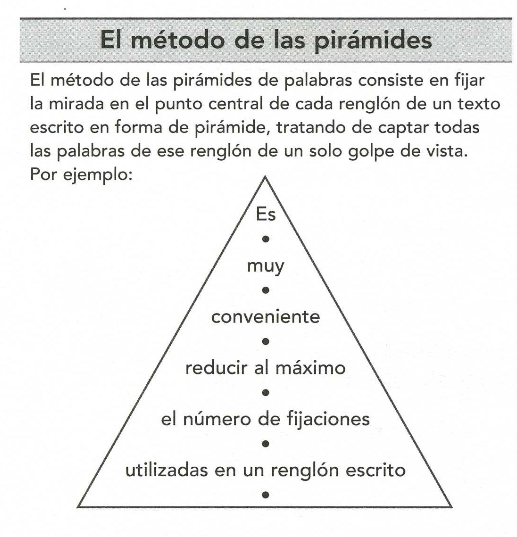 El método de las pirámides
El método de las pirámides de palabras consiste en fijar
la mirada en el punto central de cada renglón de un texto
escrito en forma de pirámide, tratando de captar todas
las palabras de ese renglón de un solo golpe de vista.
Por ejemplo:
Es
muy
conveniente
reducir al máximo
el número de fijaciones
utilizadas en un renglón escrito